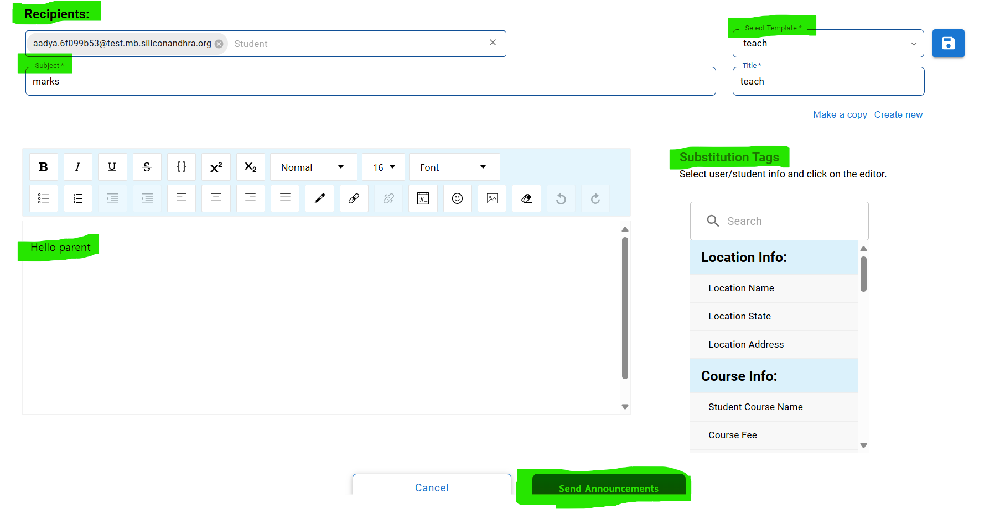 Recipients:
Select Template *
aadya.6f099b53@test.mb.siliconandhra.org Student
teach
Subject *
marks
Title *
teach
Make a copy Create new
B I U S {} X² X₂ Normal 16 Font
Substitution Tags
Select user/student info and click on the editor.
Search
Hello parent
Location Info:
Location Name
Location State
Location Address
Course Info:
Student Course Name
Course Fee
Cancel Send Announcements